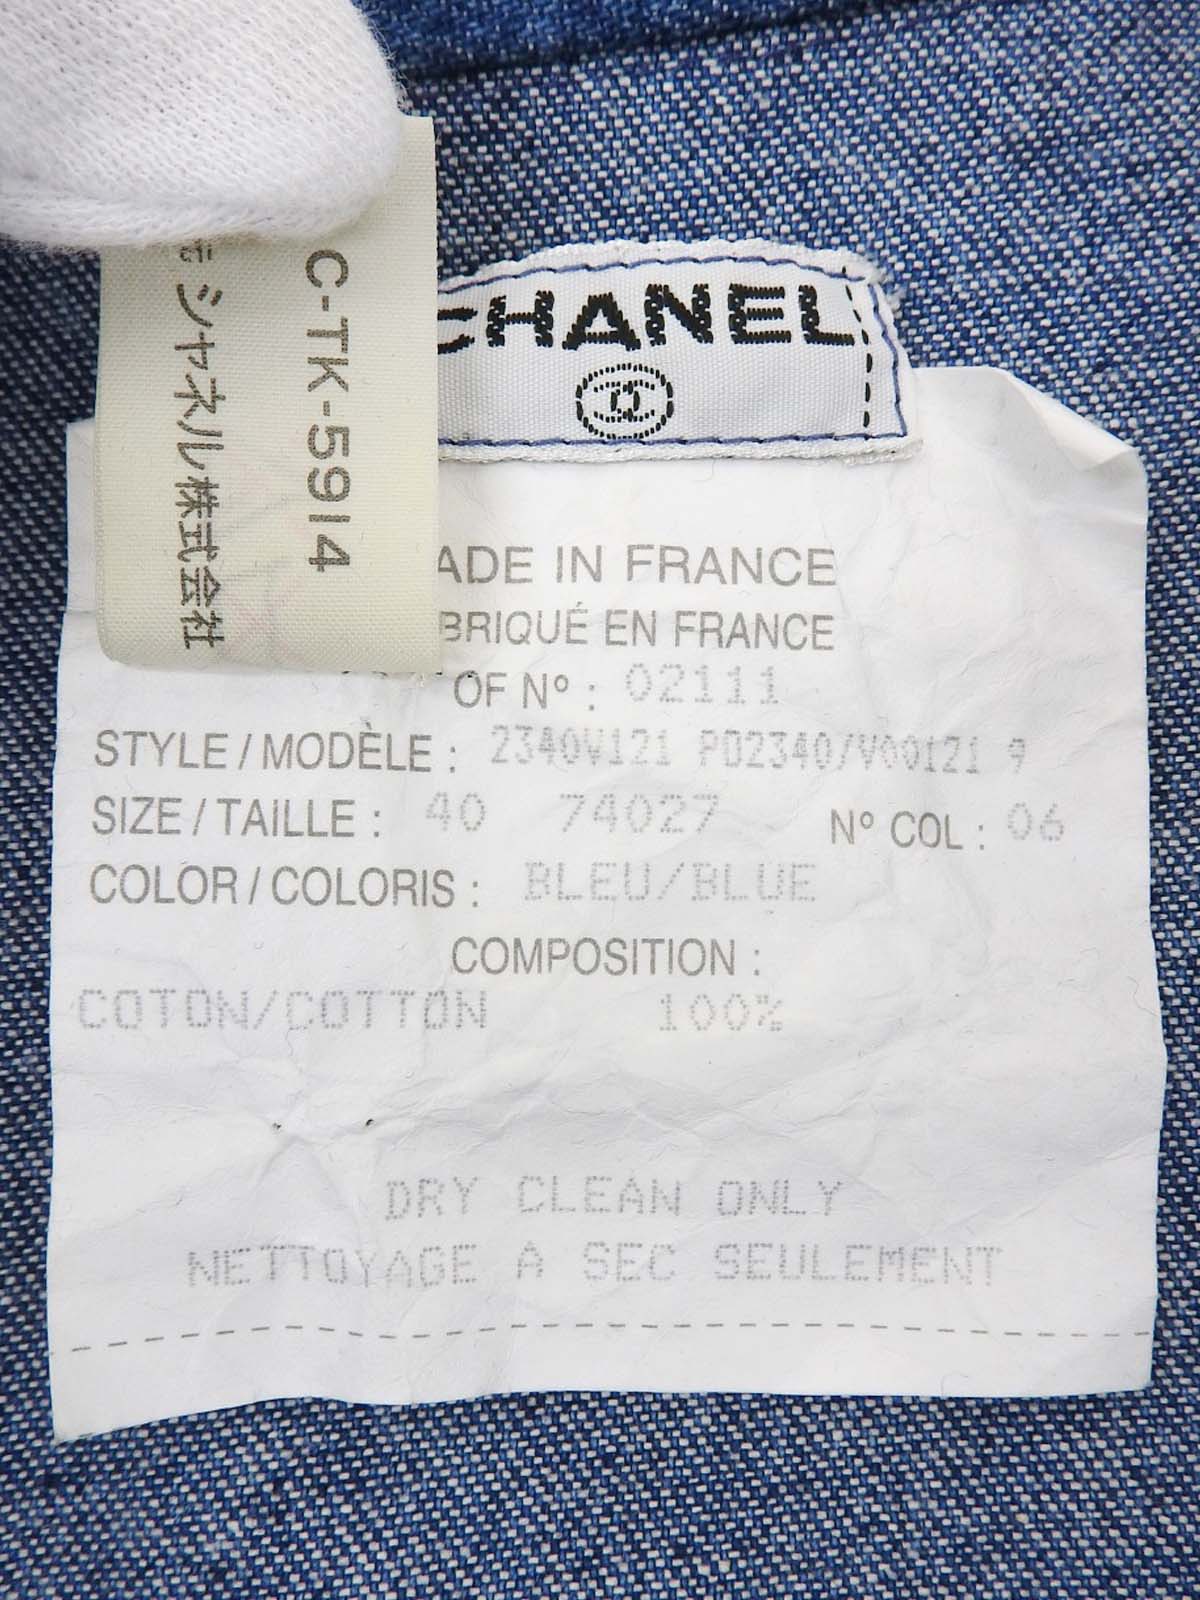 C-TK-5914
シャネル株式会社
CHANEL
ADE IN FRANCE
BRIQUÉ EN FRANCE
OF Nº : 02111
STYLE / MODÈLE : 2340V121 P02340/V00121 9
SIZE / TAILLE : 40 74027 Nº COL : 06
COLOR / COLORIS : BLEU/BLUE
COMPOSITION :
COTON/COTTON 100%
DRY CLEAN ONLY
NETTOYAGE A SEC SEULEMENT